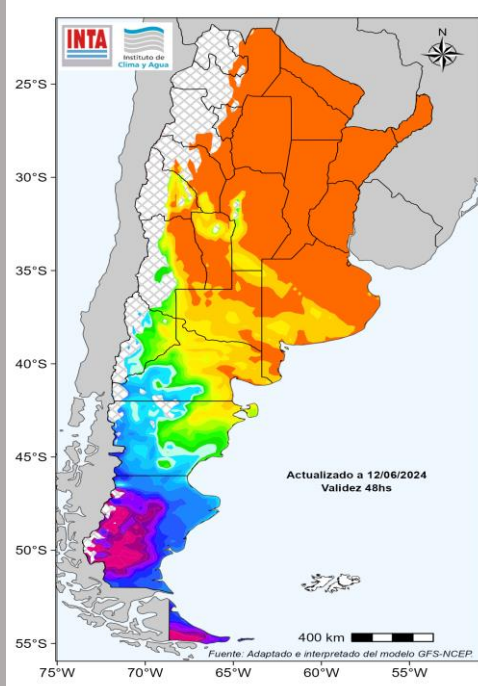 INTA
Instituto de
Clima y Agua
N
25°S
30°S
35°S
40°S
45°S
50°S
55°S
Actualizado a 12/06/2024
Validez 48hs
400 km
Fuente: Adaptado e interpretado del modelo GFS-NCEP.
75°W
70°W
65°W
60°W
55°W